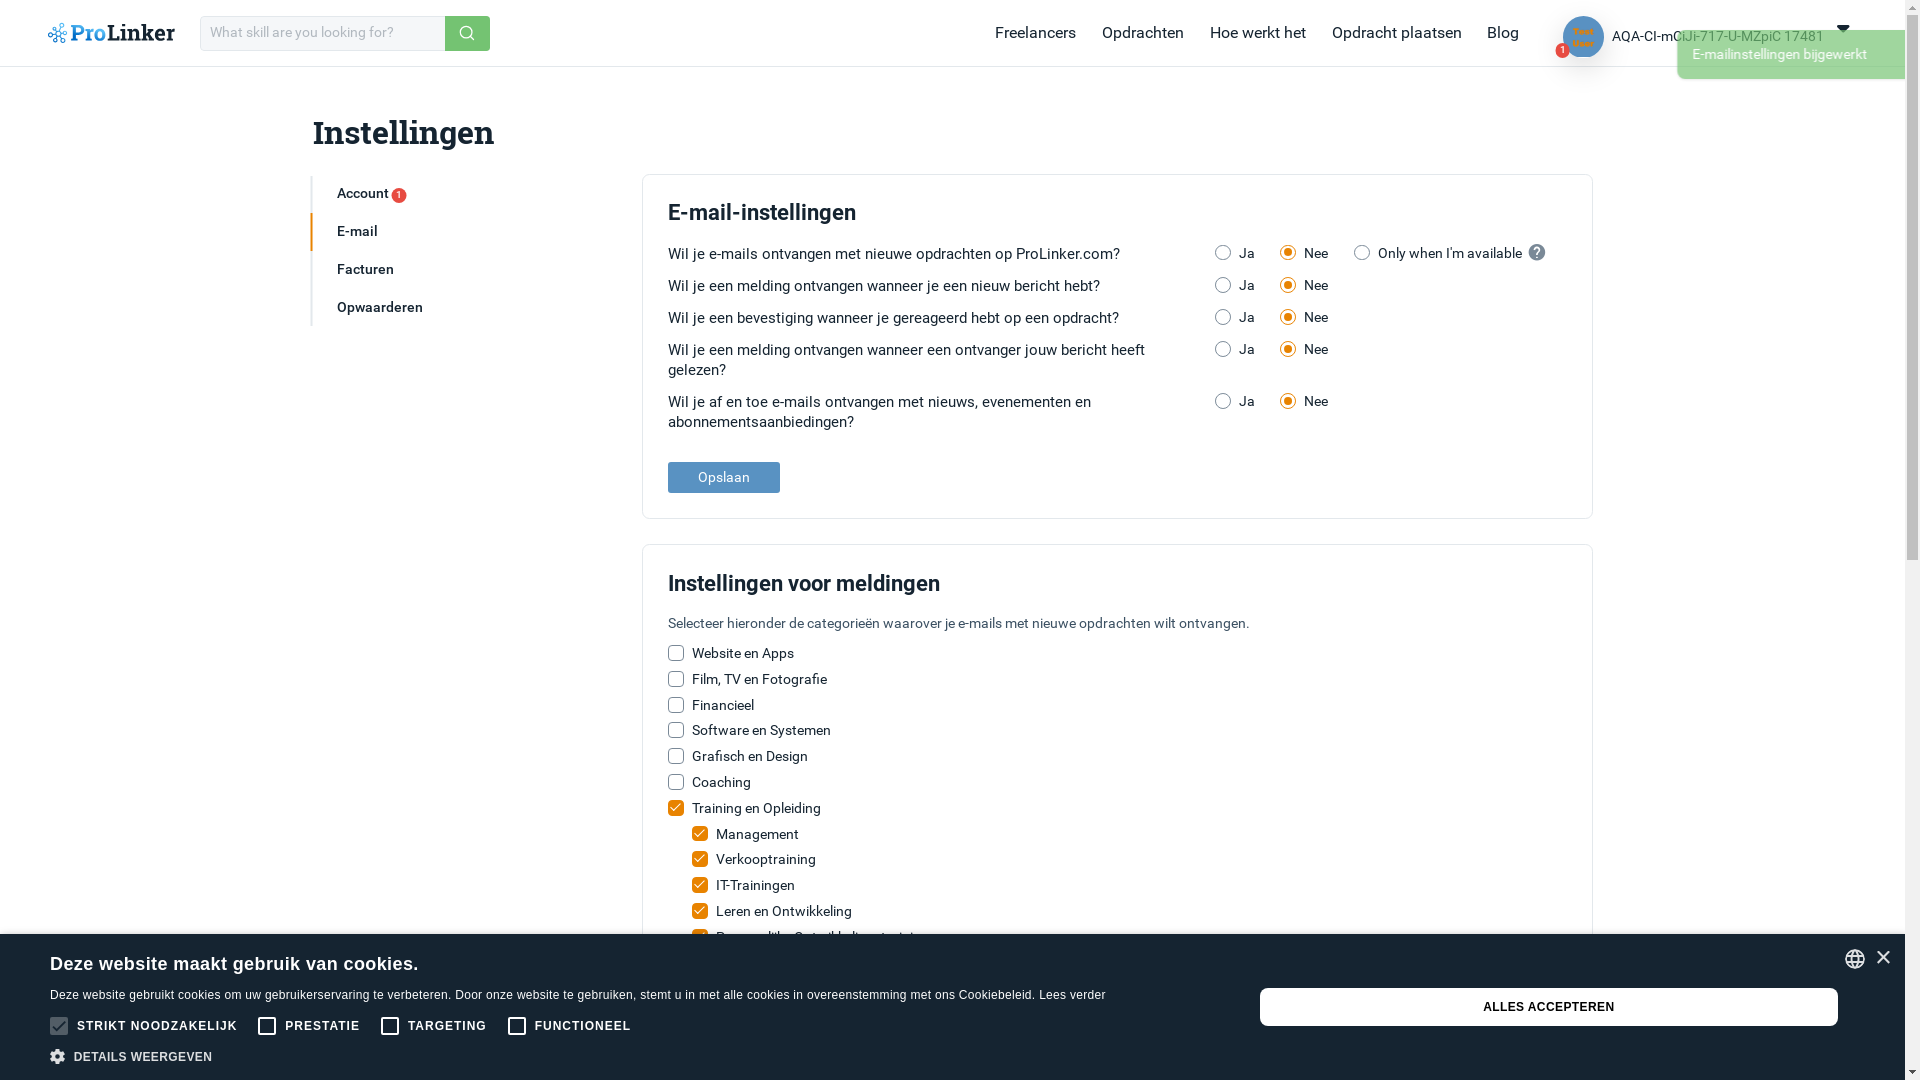 ProLinker
What skill are you looking for?
Freelancers
Opdrachten
Hoe werkt het
Opdracht plaatsen
Blog
Test User
1
AQA-CI-mCiJi-717-U-MZpiC 17481
E-mailinstellingen bijgewerkt
Instellingen
Account 1
E-mail
Facturen
Opwaarderen
E-mail-instellingen
Wil je e-mails ontvangen met nieuwe opdrachten op ProLinker.com?
Ja
Nee
Only when I'm available
Wil je een melding ontvangen wanneer je een nieuw bericht hebt?
Ja
Nee
Wil je een bevestiging wanneer je gereageerd hebt op een opdracht?
Ja
Nee
Wil je een melding ontvangen wanneer een ontvanger jouw bericht heeft
gelezen?
Ja
Nee
Wil je af en toe e-mails ontvangen met nieuws, evenementen en
abonnementsaanbiedingen?
Ja
Nee
Opslaan
Instellingen voor meldingen
Selecteer hieronder de categorieën waarover je e-mails met nieuwe opdrachten wilt ontvangen.
Website en Apps
Film, TV en Fotografie
Financieel
Software en Systemen
Grafisch en Design
Coaching
Training en Opleiding
Management
Verkooptraining
IT-Trainingen
Leren en Ontwikkeling
Deze website maakt gebruik van cookies.
Deze website gebruikt cookies om uw gebruikerservaring te verbeteren. Door onze website te gebruiken, stemt u in met alle cookies in overeenstemming met ons Cookiebeleid. Lees verder
STRIKT NOODZAKELIJK
PRESTATIE
TARGETING
FUNCTIONEEL
DETAILS WEERGEVEN
ALLES ACCEPTEREN